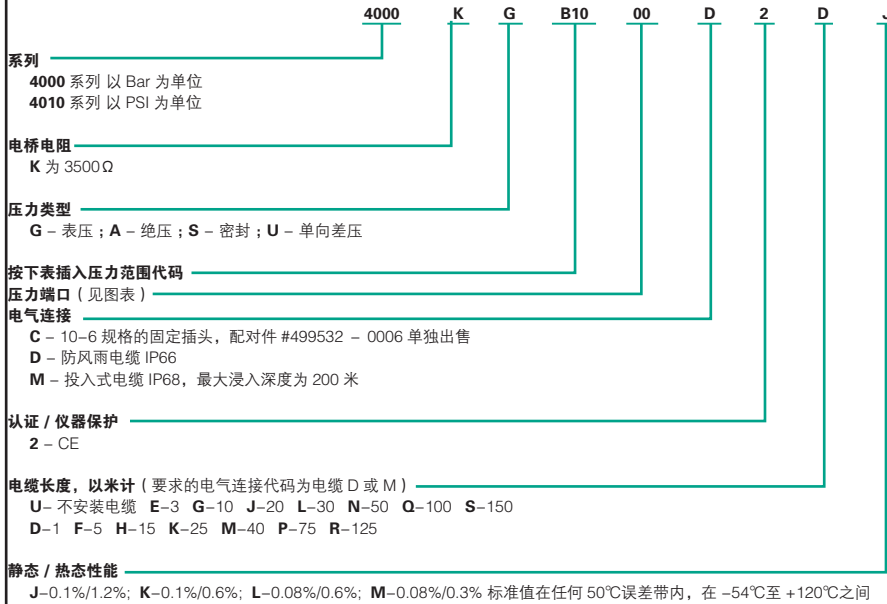 4000 K G B10 00 D 2 D J
系列
4000 系列 以 Bar 为单位
4010 系列 以 PSI 为单位
电桥电阻
K 为 3500Ω
压力类型
G – 表压 ; A – 绝压 ; S – 密封 ; U – 单向差压
按下表插入压力范围代码
压力端口 ( 见图表 )
电气连接
C – 10–6 规格的固定插头，配对件 #499532 – 0006 单独出售
D – 防风雨电缆 IP66
M – 投入式电缆 IP68，最大浸入深度为 200 米
认证 / 仪器保护
2 – CE
电缆长度，以米计 ( 要求的电气连接代码为电缆 D 或 M )
U– 不安装电缆 E–3 G–10 J–20 L–30 N–50 Q–100 S–150
D–1 F–5 H–15 K–25 M–40 P–75 R–125
静态 / 热态性能
J–0.1%/1.2%; K–0.1%/0.6%; L–0.08%/0.6%; M–0.08%/0.3% 标准值在任何 50℃误差带内，在 –54℃至 +120℃之间